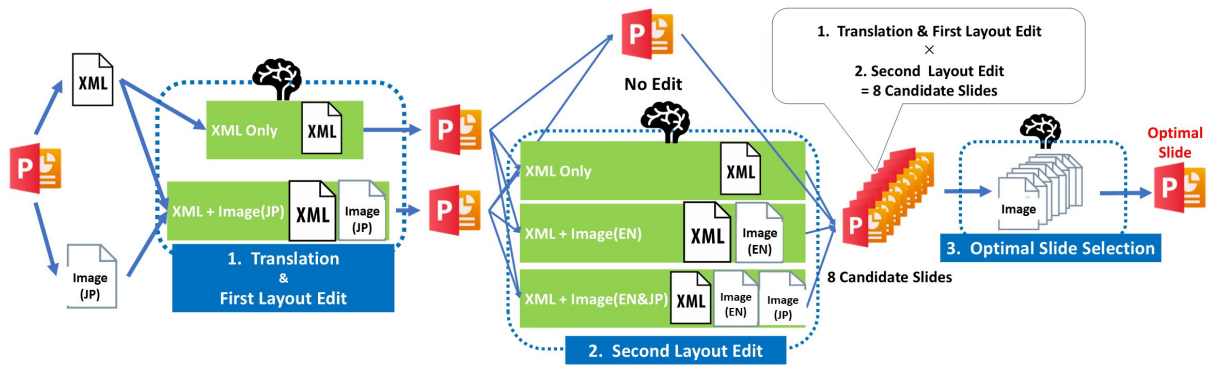 P
XML
Image
(JP)
XML Only
XML
XML + Image(JP)
XML
Image
(JP)
1. Translation
&
First Layout Edit
P
P
P
No Edit
XML Only
XML
XML + Image(EN)
XML
Image
(EN)
XML + Image(EN&JP)
XML
Image
(EN)
Image
(JP)
2. Second Layout Edit
1. Translation & First Layout Edit
×
2. Second Layout Edit
= 8 Candidate Slides
P
8 Candidate Slides
Image
3. Optimal Slide Selection
Optimal
Slide
P